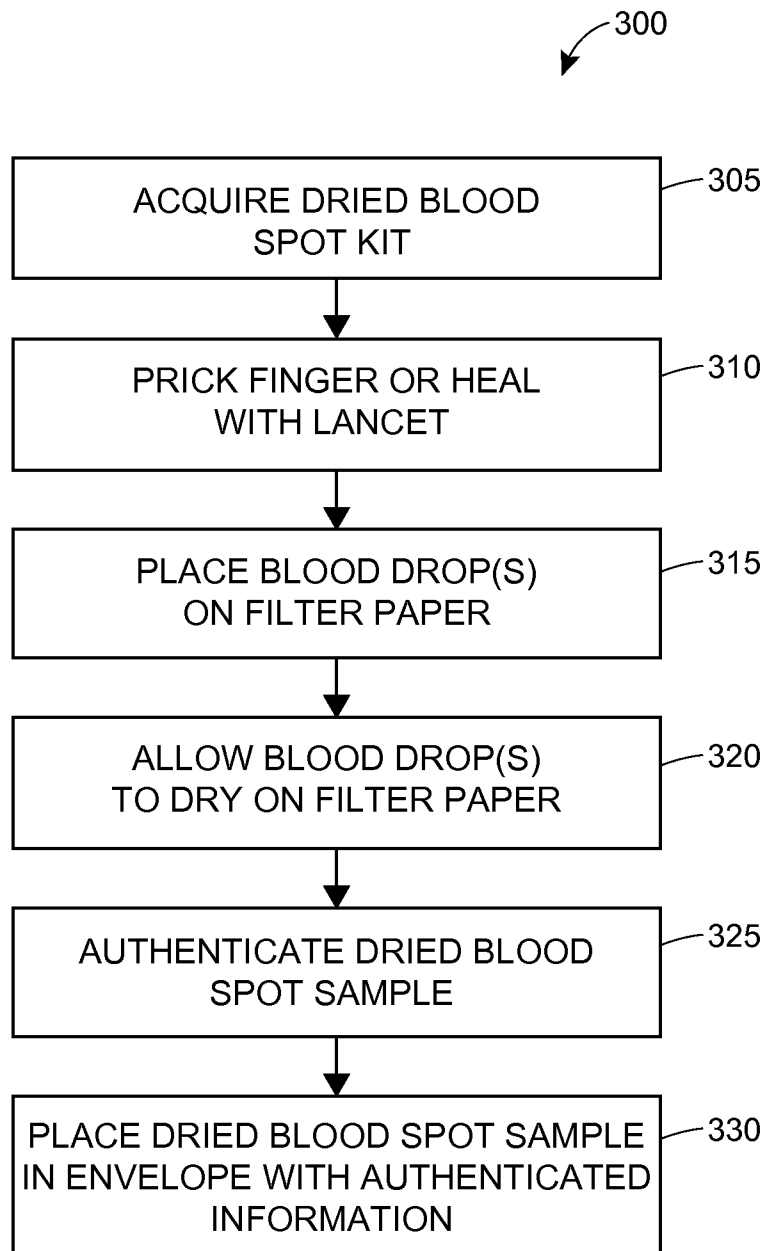 300
ACQUIRE DRIED BLOOD
SPOT KIT
305
PRICK FINGER OR HEAL
WITH LANCET
310
PLACE BLOOD DROP(S)
ON FILTER PAPER
315
ALLOW BLOOD DROP(S)
TO DRY ON FILTER PAPER
320
AUTHENTICATE DRIED BLOOD
SPOT SAMPLE
325
PLACE DRIED BLOOD SPOT SAMPLE
IN ENVELOPE WITH AUTHENTICATED
INFORMATION
330